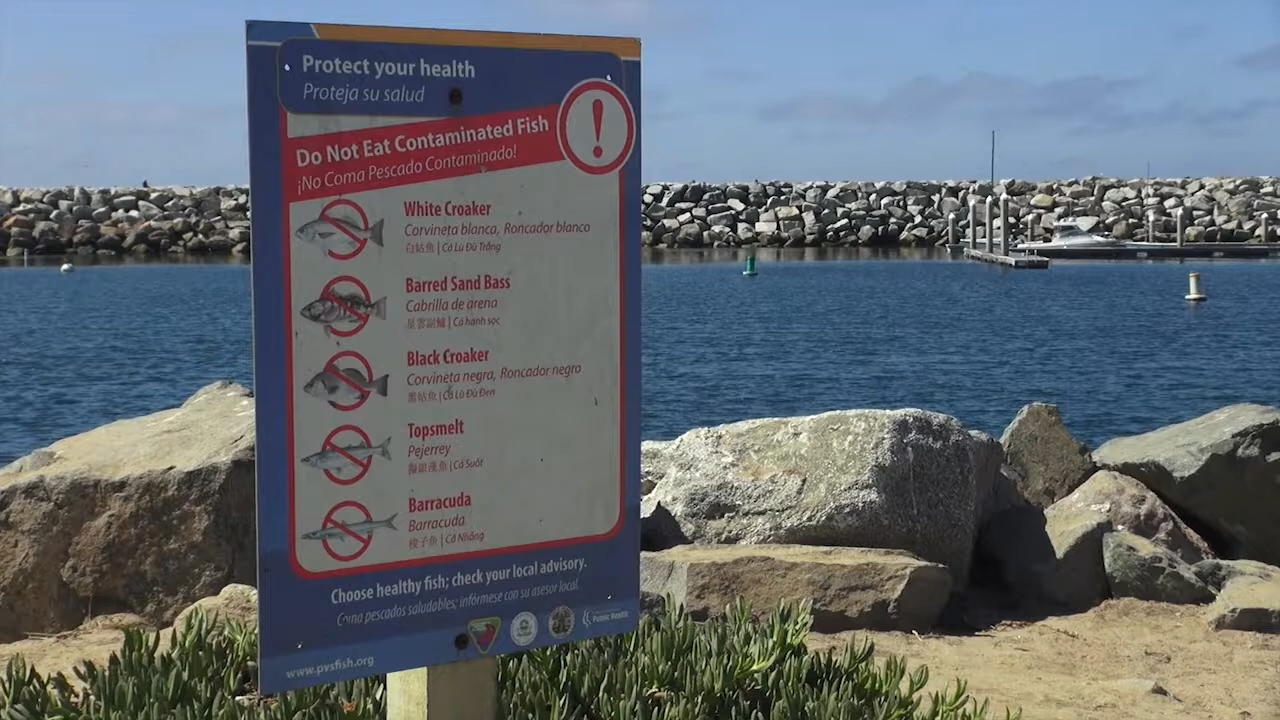 Protect your health
Proteja su salud
Do Not Eat Contaminated Fish
¡No Coma Pescado Contaminado!
White Croaker
Corvineta blanca, Roncador blanco
白姑魚 | Cá Lù Đù Trắng
Barred Sand Bass
Cabrilla de arena
Cá hanh sọc
Black Croaker
Corvineta negra, Roncador negro
黑姑魚 | Cá Lù Đù Đen
Topsmelt
Pejerrey
海銀漢魚 | Cá Suốt
Barracuda
Barracuda
梭子魚 | Cá Nhồng
Choose healthy fish; check your local advisory.
Coma pescados saludables; infórmese con su asesor local.
Public Health
www.pvsfish.org